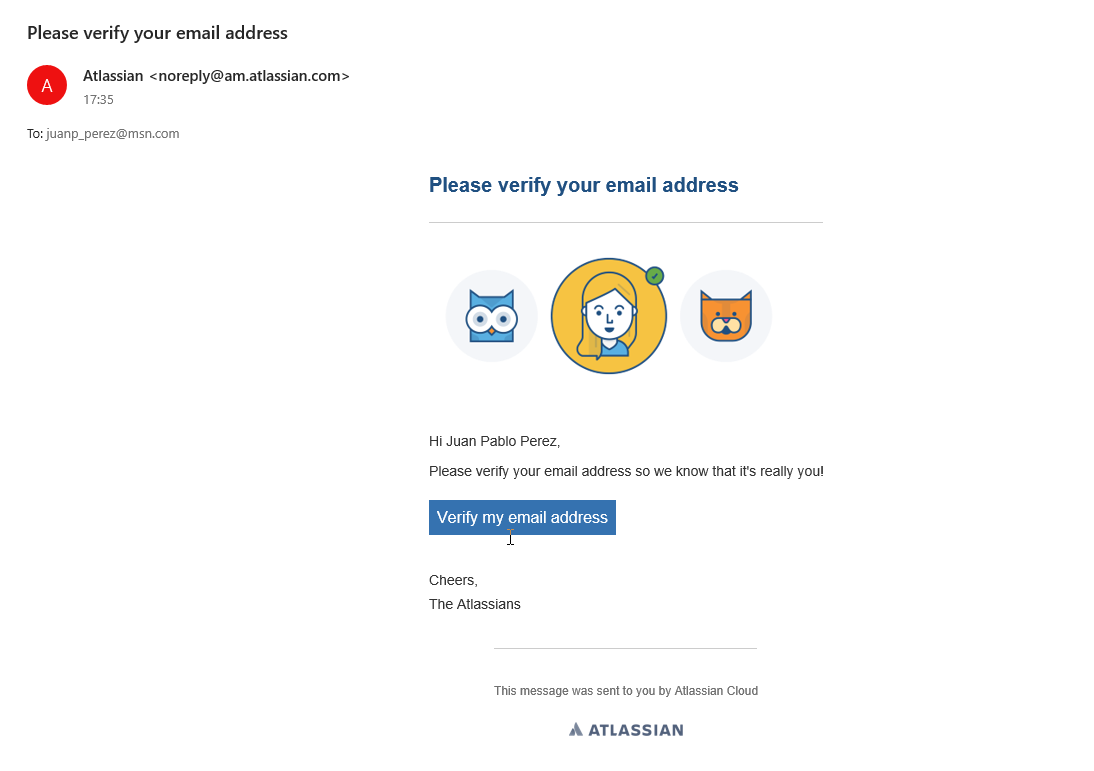 Please verify your email address
A
Atlassian <noreply@am.atlassian.com>
17:35
To: juanp_perez@msn.com
Please verify your email address
Hi Juan Pablo Perez,
Please verify your email address so we know that it's really you!
Verify my email address
Cheers,
The Atlassians
This message was sent to you by Atlassian Cloud
ATLASSIAN